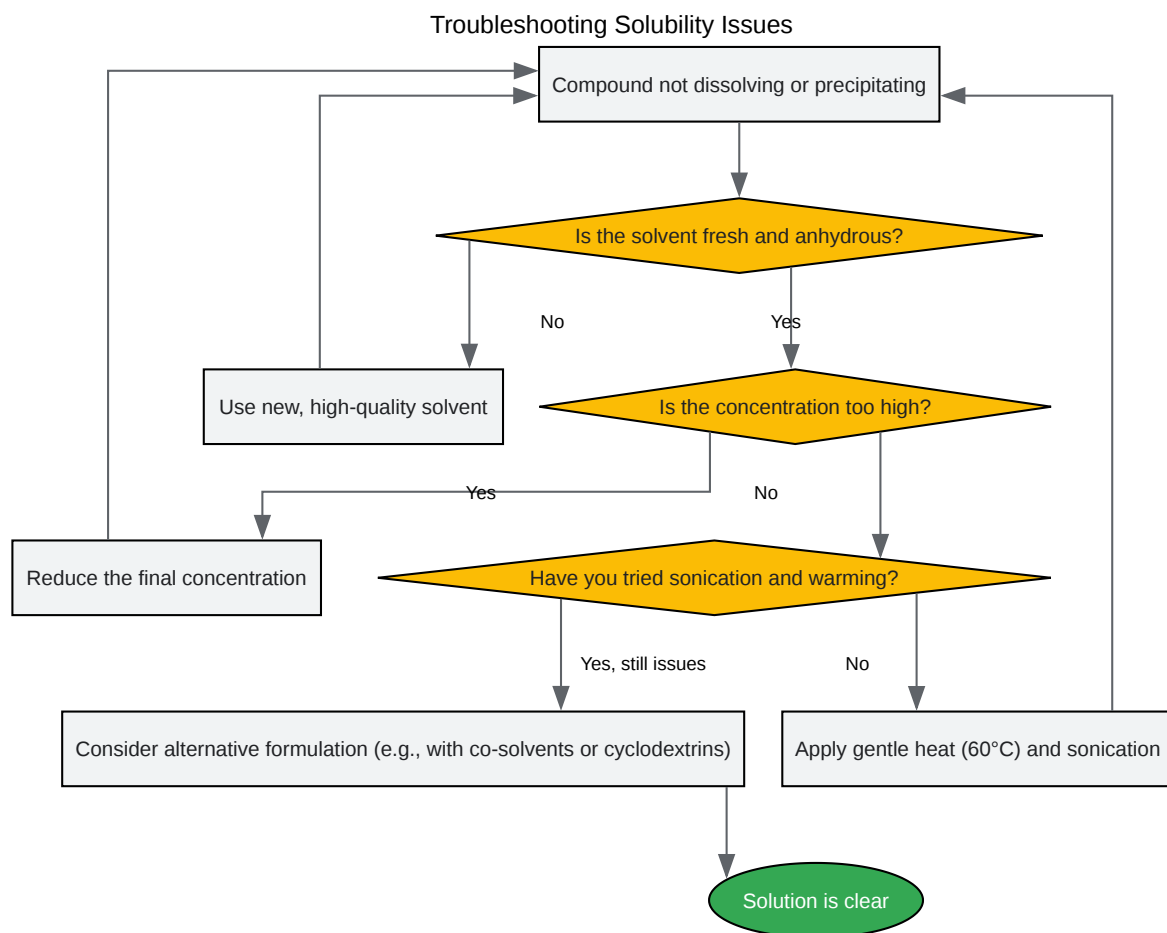 Troubleshooting Solubility Issues
Compound not dissolving or precipitating
Is the solvent fresh and anhydrous?
No
Yes
Use new, high-quality solvent
Is the concentration too high?
Yes
No
Reduce the final concentration
Have you tried sonication and warming?
Yes, still issues
No
Consider alternative formulation (e.g., with co-solvents or cyclodextrins)
Apply gentle heat (60°C) and sonication
Solution is clear